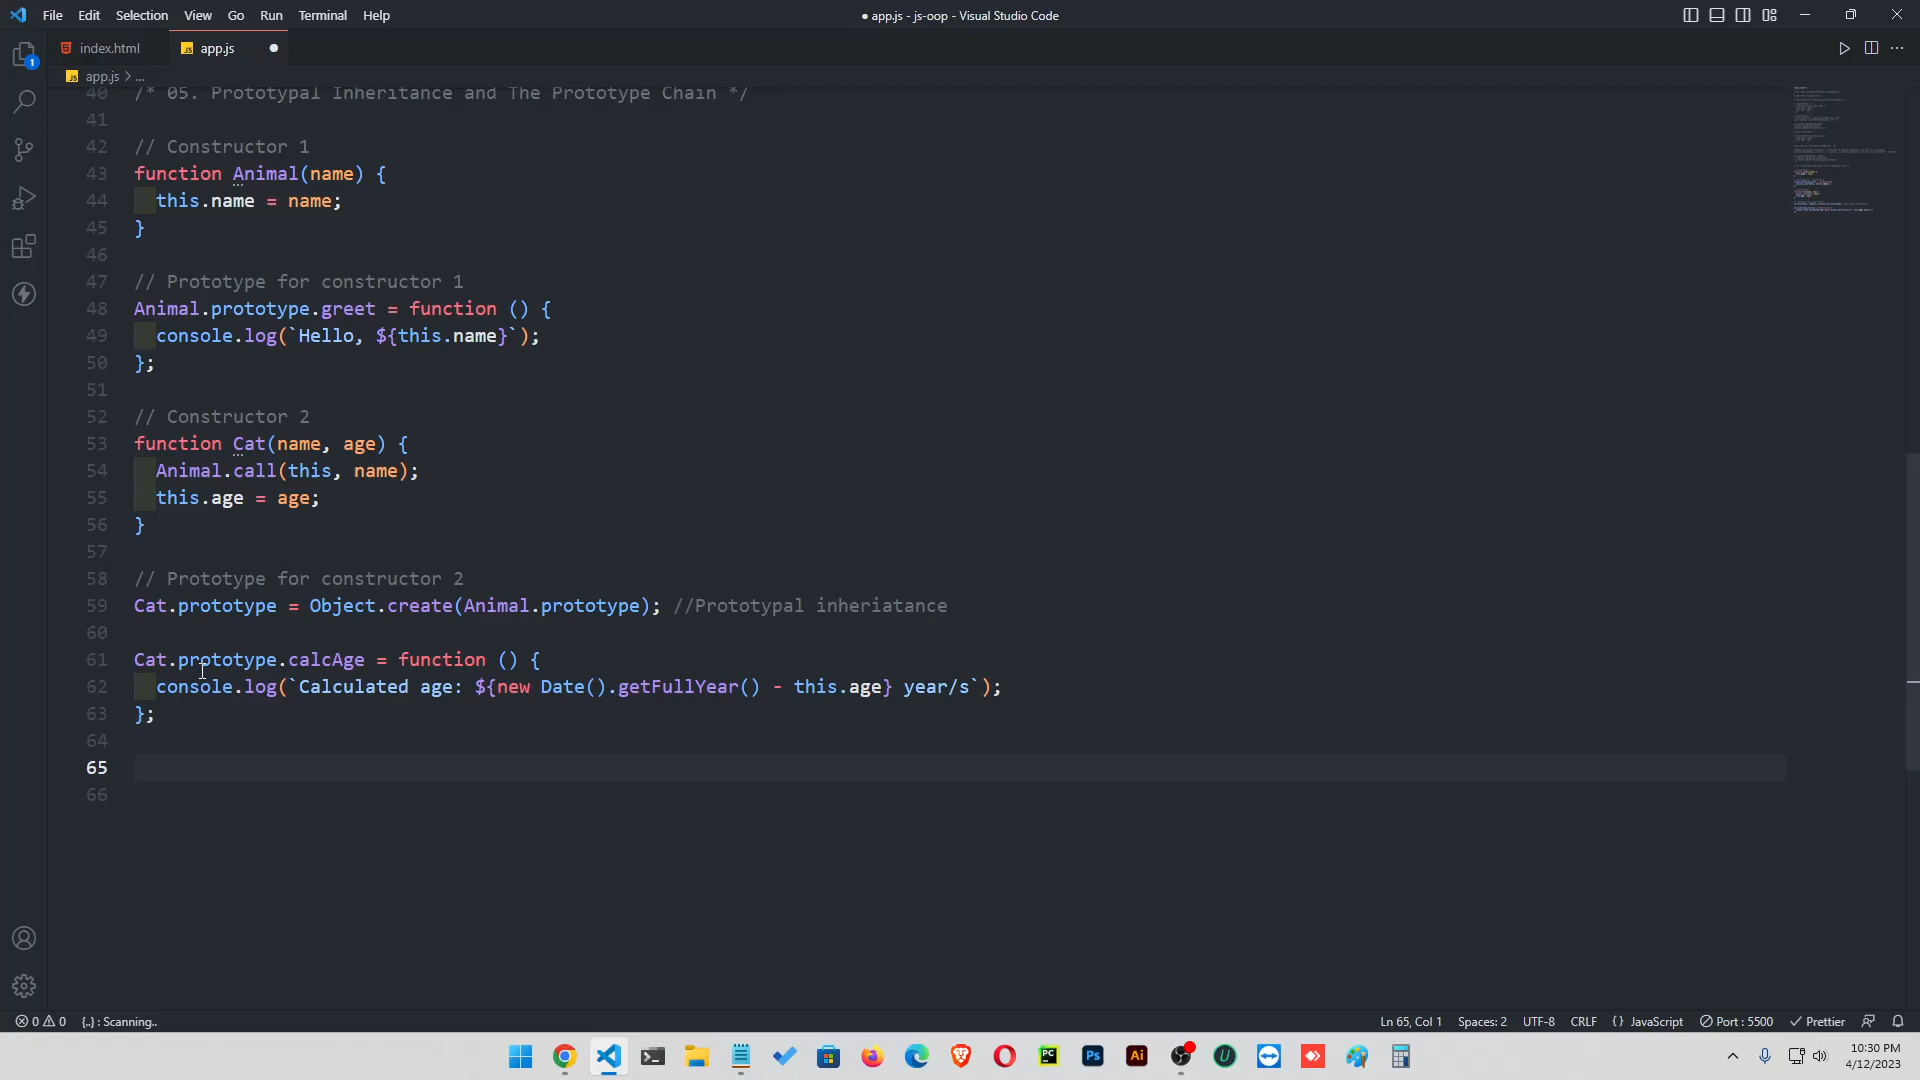 File Edit Selection View Go Run Terminal Help
● app.js - js-oop - Visual Studio Code
index.html
JS app.js ●
JS app.js > ...
1
40 /* 05. Prototypal Inheritance and The Prototype Chain */
41
42 // Constructor 1
43 function Animal(name) {
44 this.name = name;
45 }
46
47 // Prototype for constructor 1
48 Animal.prototype.greet = function () {
49 console.log(`Hello, ${this.name}`);
50 };
51
52 // Constructor 2
53 function Cat(name, age) {
54 Animal.call(this, name);
55 this.age = age;
56 }
57
58 // Prototype for constructor 2
59 Cat.prototype = Object.create(Animal.prototype); //Prototypal inheriatance
60
61 Cat.prototype.calcAge = function () {
62 console.log(`Calculated age: ${new Date().getFullYear() - this.age} year/s`);
63 };
64
65
66
0 0 {..} : Scanning..
Ln 65, Col 1 Spaces: 2 UTF-8 CRLF {} JavaScript Port : 5500 Prettier
PC Ps Ai U
10:30 PM
4/12/2023